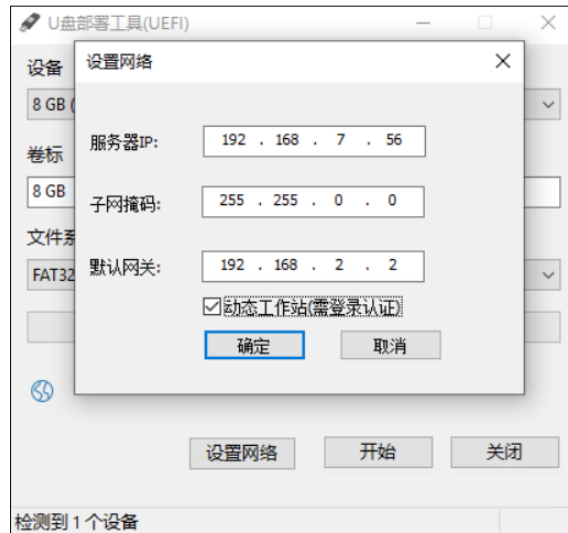 U盘部署工具(UEFI)
设备
设置网络
8 GB (
服务器IP: 192 . 168 . 7 . 56
卷标
8 GB
子网掩码: 255 . 255 . 0 . 0
文件系
默认网关: 192 . 168 . 2 . 2
FAT32
动态工作站(需登录认证)
确定 取消
设置网络 开始 关闭
检测到 1 个设备